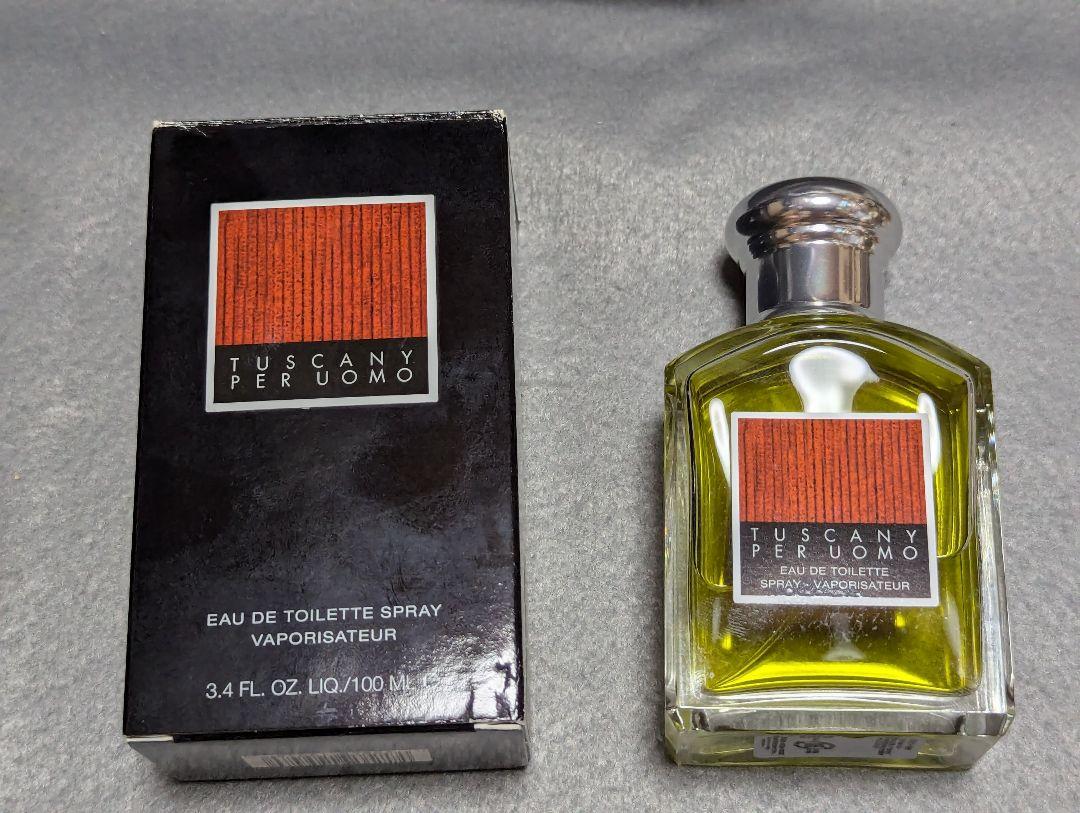 TUSCANY
PER UOMO
EAU DE TOILETTE SPRAY
VAPORISATEUR
3.4 FL. OZ. LIQ./100 ML
TUSCANY
PER UOMO
EAU DE TOILETTE
SPRAY - VAPORISATEUR